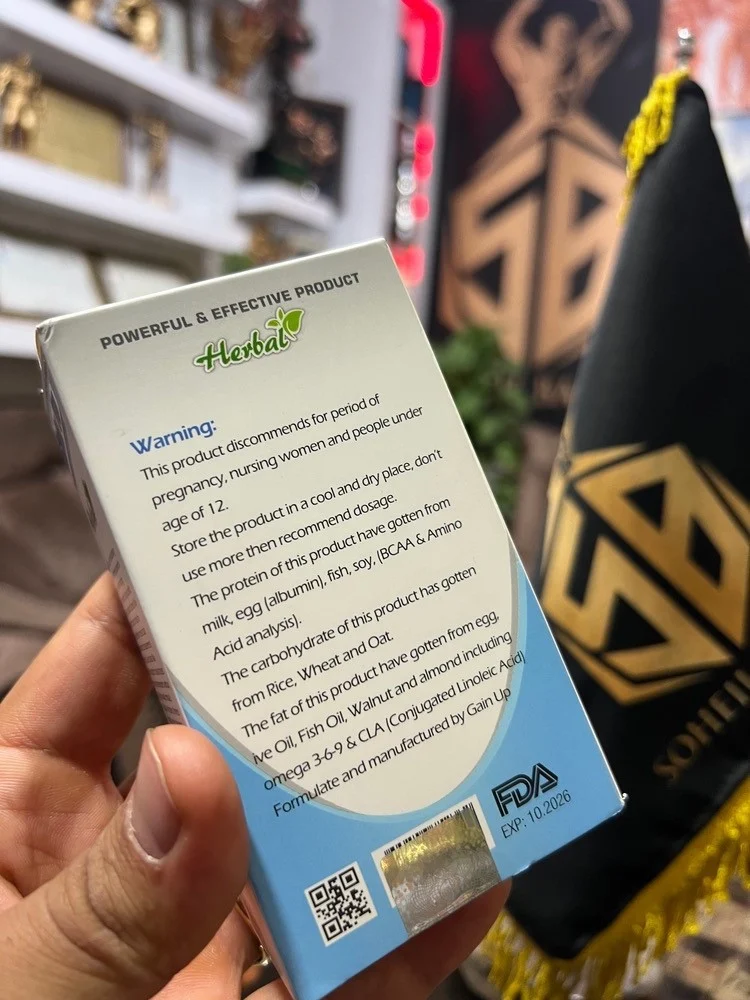 POWERFUL & EFFECTIVE PRODUCT
Herbal
Warning:
This product discommends for period of
pregnancy, nursing women and people under
age of 12.
Store the product in a cool and dry place, don't
use more then recommend dosage.
The protein of this product have gotten from
milk, egg (albumin), fish, soy, (BCAA & Amino
Acid analysis).
The carbohydrate of this product has gotten
from Rice, Wheat and Oat.
The fat of this product have gotten from egg,
ive Oil, Fish Oil, Walnut and almond including
omega 3-6-9 & CLA (Conjugated Linoleic Acid)
Formulate and manufactured by Gain Up
FDA
EXP: 10.2026
SB
SB